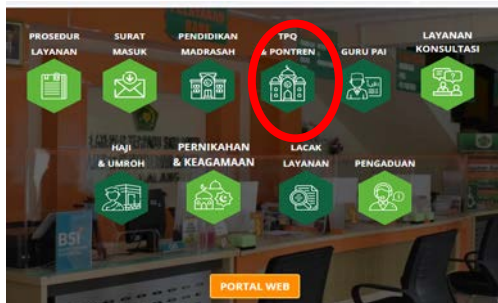 PROSEDUR
LAYANAN
SURAT
MASUK
PENDIDIKAN
MADRASAH
TPQ
& PONTREN
GURU PAI
LAYANAN
KONSULTASI
HAJI
& UMROH
PERNIKAHAN
& KEAGAMAAN
LACAK
LAYANAN
PENGADUAN
BSI
PORTAL WEB